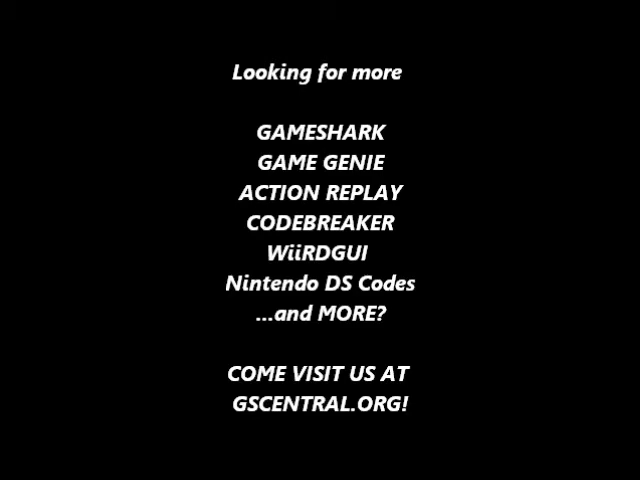 Looking for more
GAMESHARK
GAME GENIE
ACTION REPLAY
CODEBREAKER
WiiRDGUI
Nintendo DS Codes
...and MORE?
COME VISIT US AT
GSCENTRAL.ORG!